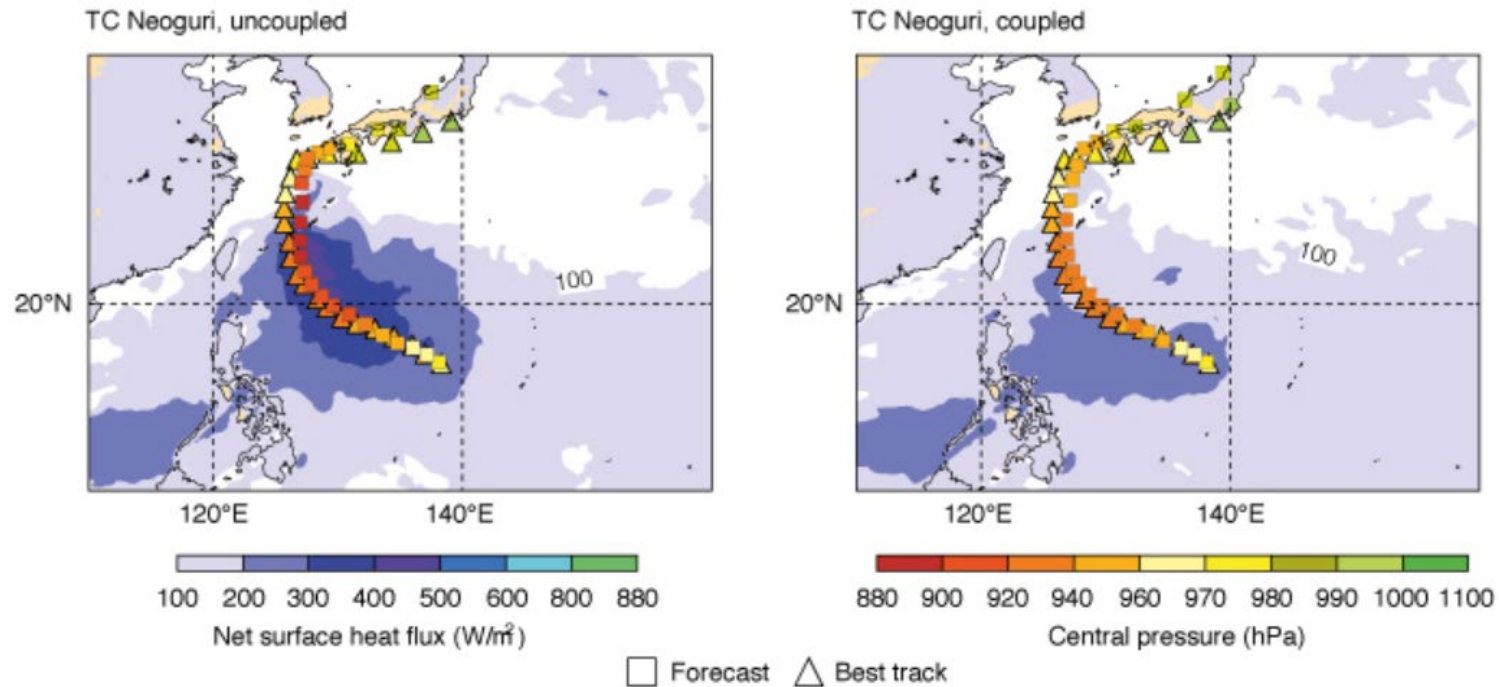 TC Neoguri, uncoupled
TC Neoguri, coupled
100
100
20°N
20°N
120°E 140°E
120°E 140°E
100 200 300 400 500 600 800 880
880 900 920 940 960 970 980 990 1000 1100
Net surface heat flux (W/m²)
Central pressure (hPa)
Forecast Best track